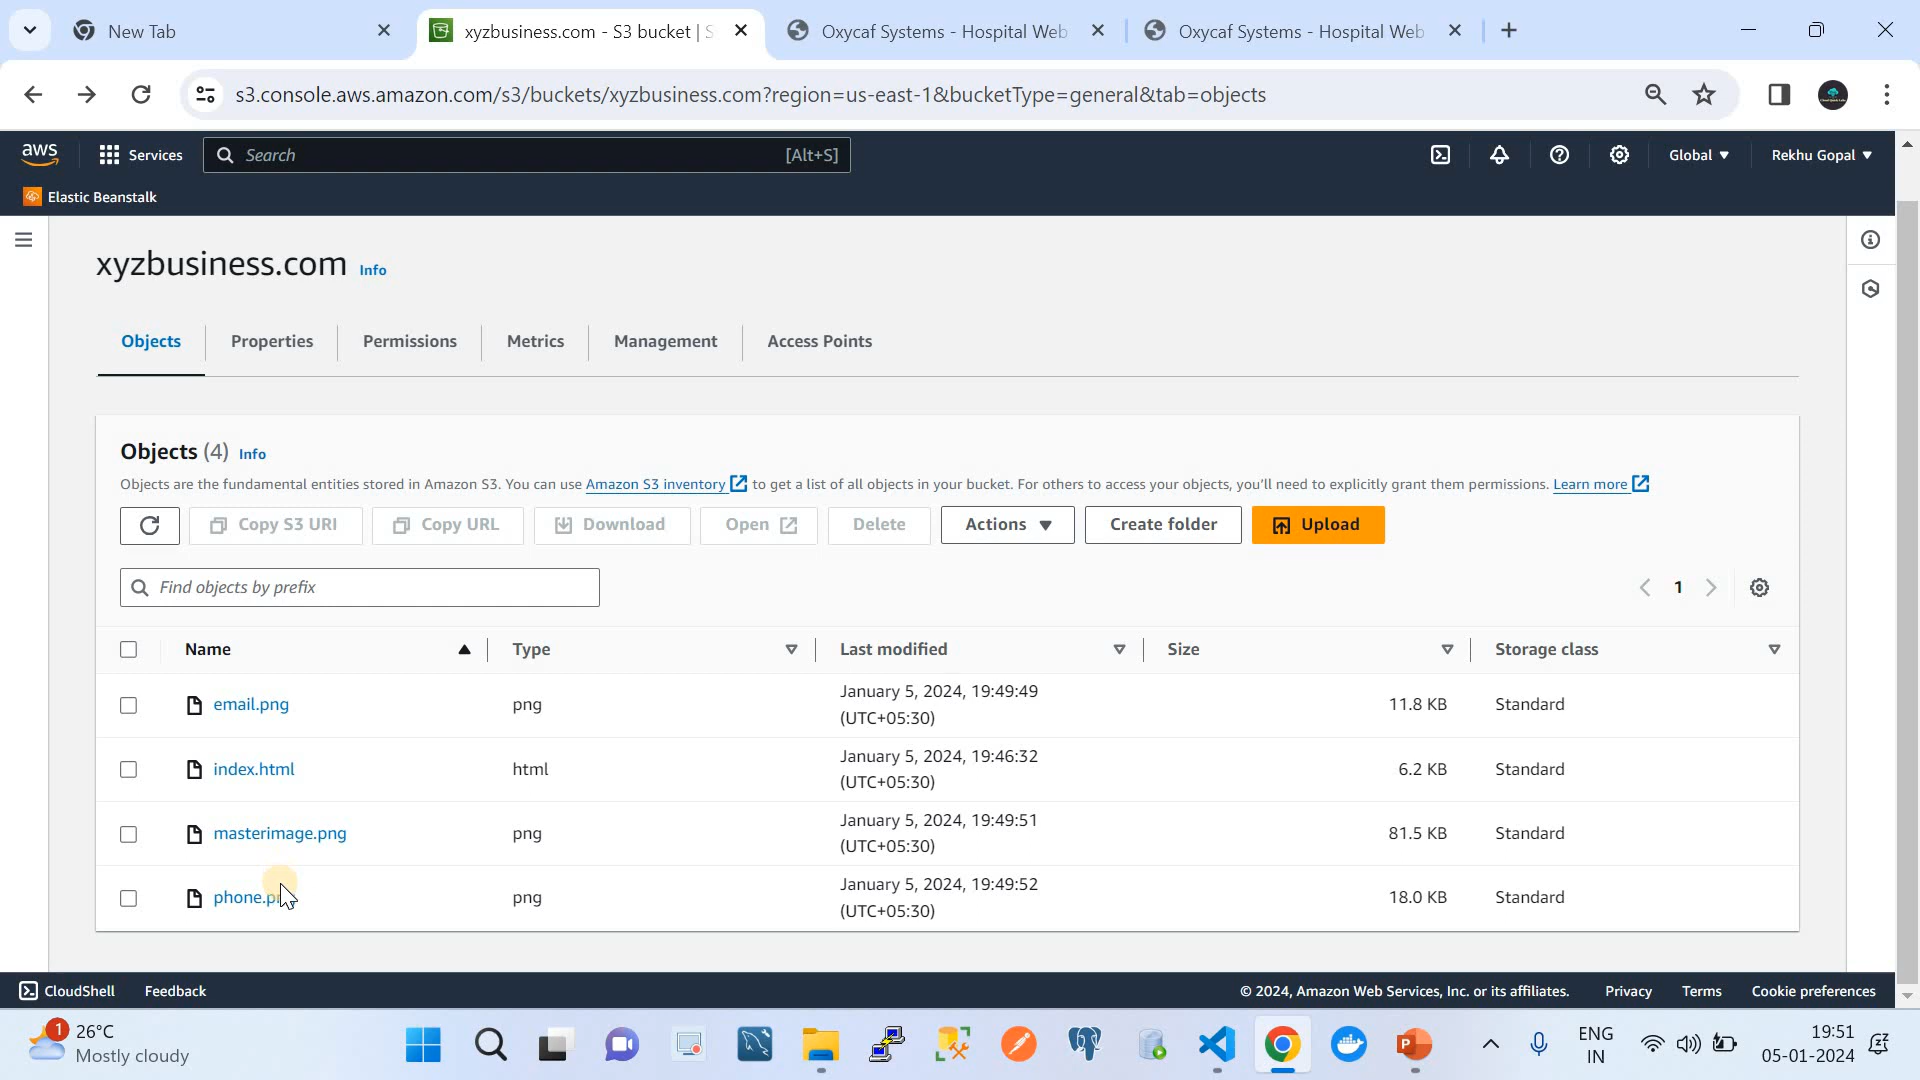 New Tab
xyzbusiness.com - S3 bucket | S
Oxycaf Systems - Hospital Web
Oxycaf Systems - Hospital Web
s3.console.aws.amazon.com/s3/buckets/xyzbusiness.com?region=us-east-1&bucketType=general&tab=objects
aws
Services
Search
[Alt+S]
Global
Rekhu Gopal
Elastic Beanstalk
xyzbusiness.com Info
Objects
Properties
Permissions
Metrics
Management
Access Points
Objects (4) Info
Objects are the fundamental entities stored in Amazon S3. You can use Amazon S3 inventory to get a list of all objects in your bucket. For others to access your objects, you'll need to explicitly grant them permissions. Learn more
Copy S3 URI
Copy URL
Download
Open
Delete
Actions
Create folder
Upload
Find objects by prefix
1
Name
Type
Last modified
Size
Storage class
email.png
png
January 5, 2024, 19:49:49
(UTC+05:30)
11.8 KB
Standard
index.html
html
January 5, 2024, 19:46:32
(UTC+05:30)
6.2 KB
Standard
masterimage.png
png
January 5, 2024, 19:49:51
(UTC+05:30)
81.5 KB
Standard
phone.png
png
January 5, 2024, 19:49:52
(UTC+05:30)
18.0 KB
Standard
CloudShell
Feedback
© 2024, Amazon Web Services, Inc. or its affiliates.
Privacy
Terms
Cookie preferences
1
26°C
Mostly cloudy
ENG
IN
19:51
05-01-2024